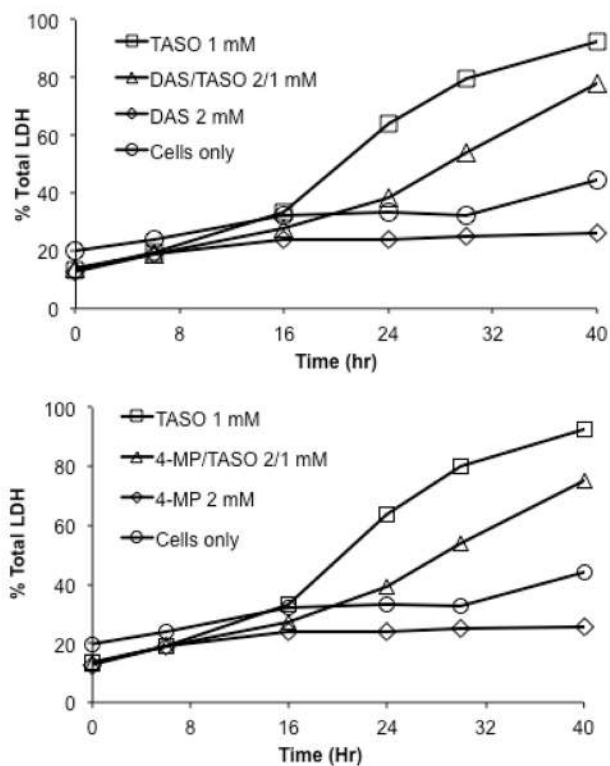 100
TASO 1 mM
80
DAS/TASO 2/1 mM
DAS 2 mM
60
Cells only
% Total LDH
40
20
0
0 8 16 24 32 40
Time (hr)
100
TASO 1 mM
80
4-MP/TASO 2/1 mM
4-MP 2 mM
60
Cells only
% Total LDH
40
20
0
0 8 16 24 32 40
Time (Hr)